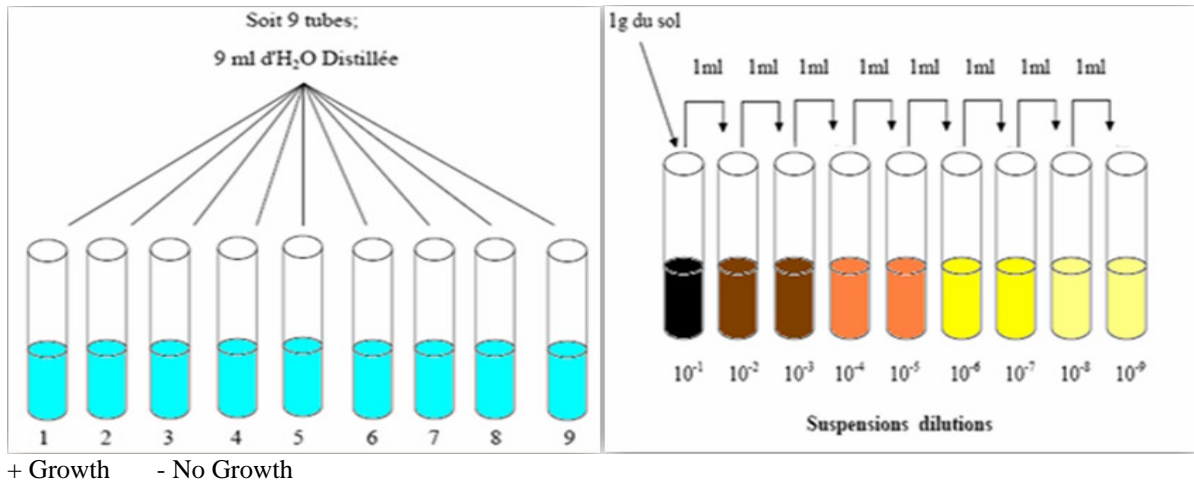 Soit 9 tubes;
9 ml d'H₂O Distillée
1 2 3 4 5 6 7 8 9
1g du sol
1ml 1ml 1ml 1ml 1ml 1ml 1ml 1ml
10⁻¹ 10⁻² 10⁻³ 10⁻⁴ 10⁻⁵ 10⁻⁶ 10⁻⁷ 10⁻⁸ 10⁻⁹
Suspensions dilutions
+ Growth - No Growth